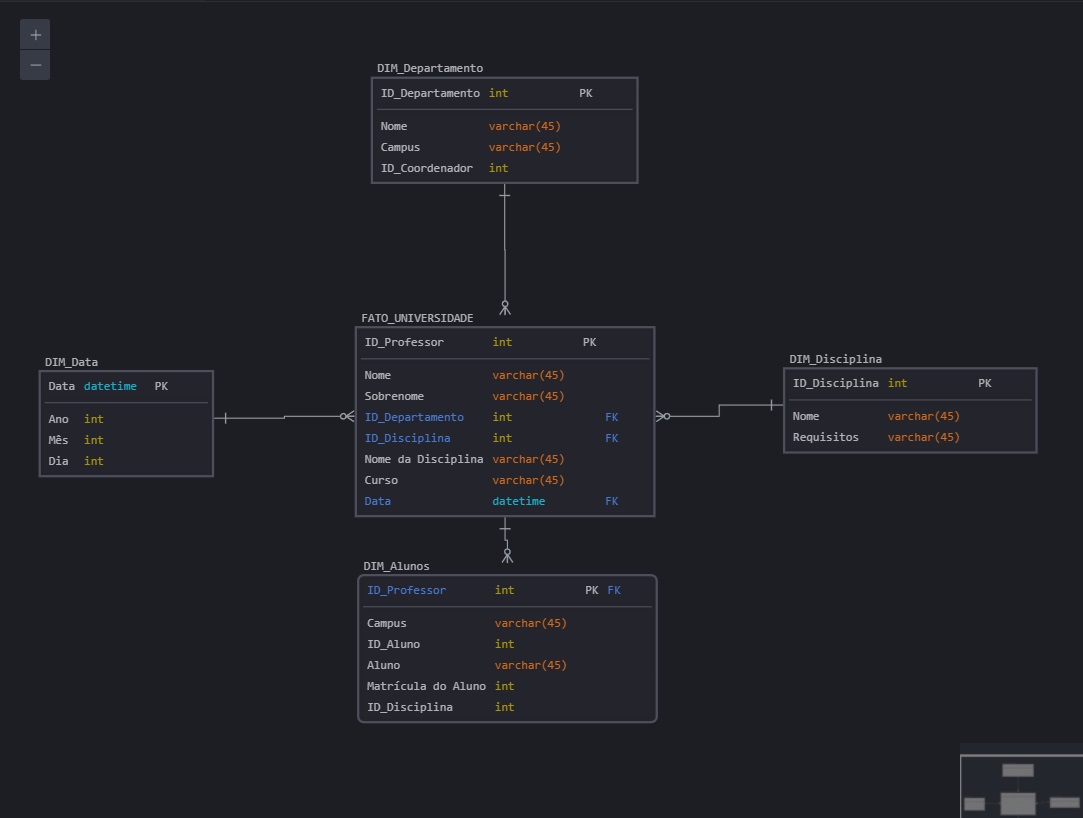 +
−
DIM_Departamento
ID_Departamento int PK
Nome varchar(45)
Campus varchar(45)
ID_Coordenador int
FATO_UNIVERSIDADE
ID_Professor int PK
Nome varchar(45)
Sobrenome varchar(45)
ID_Departamento int FK
ID_Disciplina int FK
Nome da Disciplina varchar(45)
Curso varchar(45)
Data datetime FK
DIM_Data
Data datetime PK
Ano int
Mês int
Dia int
DIM_Disciplina
ID_Disciplina int PK
Nome varchar(45)
Requisitos varchar(45)
DIM_Alunos
ID_Professor int PK FK
Campus varchar(45)
ID_Aluno int
Aluno varchar(45)
Matrícula do Aluno int
ID_Disciplina int